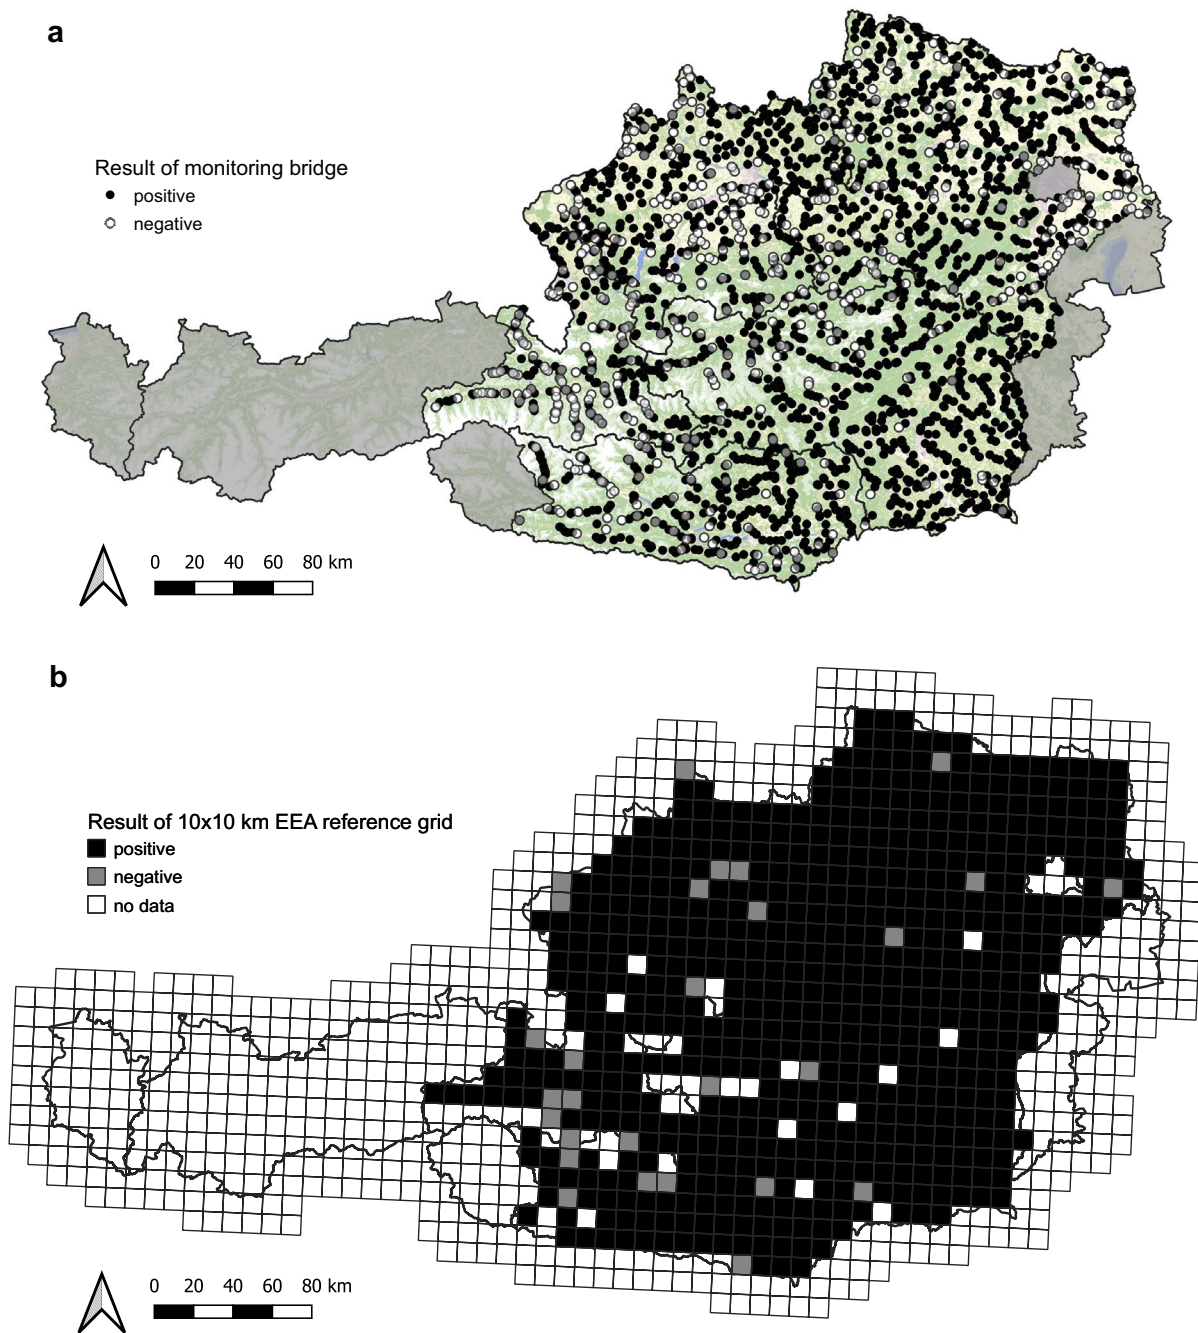 a
Result of monitoring bridge
positive
negative
0 20 40 60 80 km
b
Result of 10x10 km EEA reference grid
positive
negative
no data
0 20 40 60 80 km